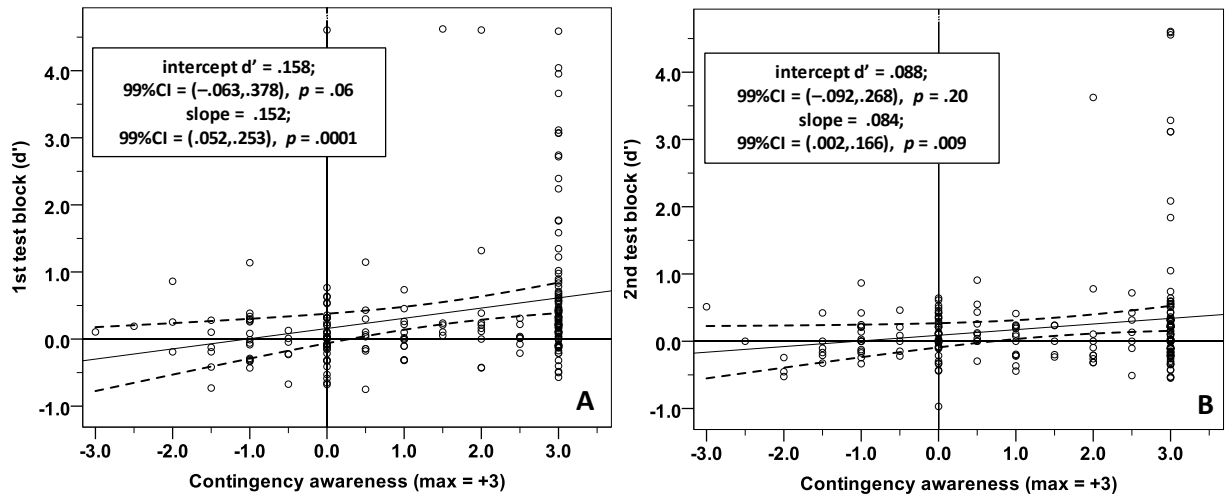 intercept d’ = .158;
99%CI = (–.063,.378), p = .06
slope = .152;
99%CI = (.052,.253), p = .0001
1st test block (d')
4.0
3.0
2.0
1.0
0.0
-1.0
A
-3.0 -2.0 -1.0 0.0 1.0 2.0 3.0
Contingency awareness (max = +3)
intercept d’ = .088;
99%CI = (–.092,.268), p = .20
slope = .084;
99%CI = (.002,.166), p = .009
2nd test block (d')
4.0
3.0
2.0
1.0
0.0
-1.0
B
-3.0 -2.0 -1.0 0.0 1.0 2.0 3.0
Contingency awareness (max = +3)